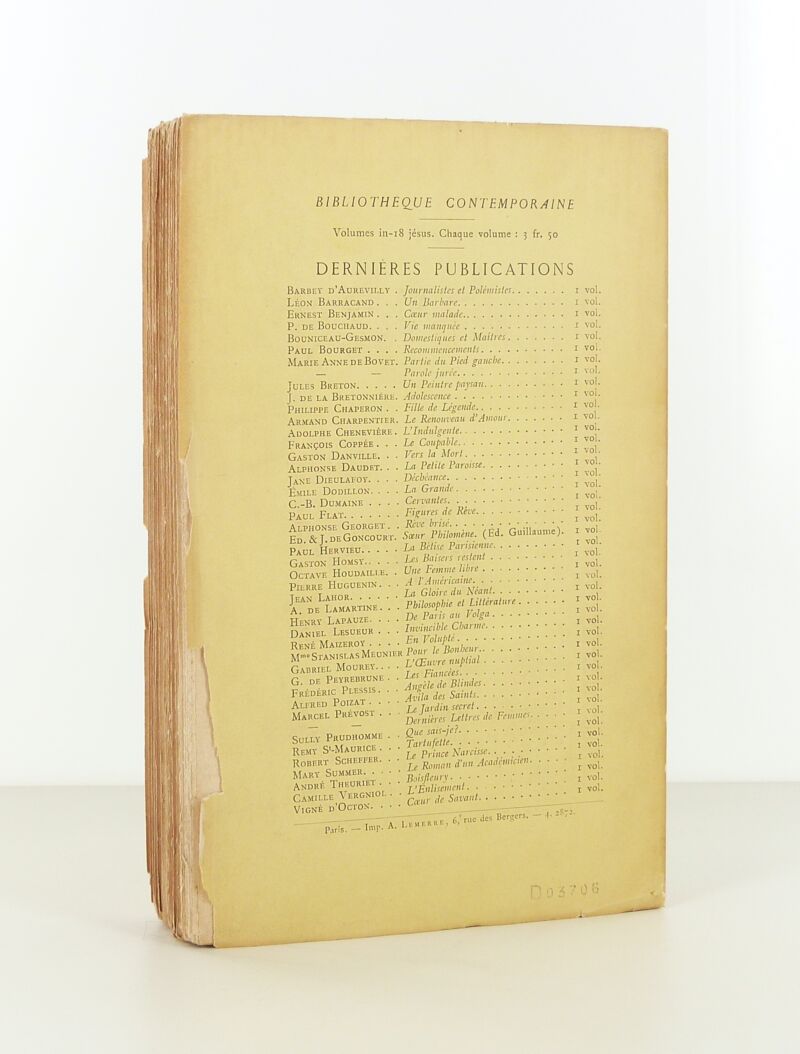 BIBLIOTHEQUE CONTEMPORAINE
Volumes in-18 jésus. Chaque volume : 3 fr. 50
DERNIÈRES PUBLICATIONS
BARBEY D'AUREVILLY . Journalistes et Polémistes. . . . . . . 1 vol.
LÉON BARRACAND. . . Un Barbare. . . . . . . . . . . . 1 vol.
ERNEST BENJAMIN . . . Cœur malade. . . . . . . . . . . . 1 vol.
P. DE BOUCHAUD. . . . Vie manquée . . . . . . . . . . . . 1 vol.
BOUNICEAU-GESMON. . Domestiques et Maîtres. . . . . . . 1 vol.
PAUL BOURGET . . . . Recommencements. . . . . . . . . . 1 vol.
MARIE ANNE DE BOVET. Partie du Pied gauche. . . . . . . . 1 vol.
— — Parole jurée. . . . . . . . . . . . 1 vol.
JULES BRETON. . . . . Un Peintre paysan. . . . . . . . . . 1 vol.
J. DE LA BRETONNIÈRE. Adolescence . . . . . . . . . . . . 1 vol.
PHILIPPE CHAPERON . . Fille de Légende. . . . . . . . . . . 1 vol.
ARMAND CHARPENTIER. Le Renouveau d'Amour. . . . . . . 1 vol.
ADOLPHE CHENEVIÈRE. L'Indulgente. . . . . . . . . . . . 1 vol.
FRANÇOIS COPPÉE. . . Le Coupable. . . . . . . . . . . . 1 vol.
GASTON DANVILLE. . . Vers la Mort. . . . . . . . . . . . 1 vol.
ALPHONSE DAUDET. . . La Petite Paroisse. . . . . . . . . . 1 vol.
JANE DIEULAFOY. . . . Déchéance. . . . . . . . . . . . . 1 vol.
ÉMILE DODILLON. . . . La Grande. . . . . . . . . . . . . 1 vol.
C.-B. DUMAINE . . . . Cervantes. . . . . . . . . . . . . 1 vol.
PAUL FLAT. . . . . . . Figures de Rêve. . . . . . . . . . . 1 vol.
ALPHONSE GEORGET. . Rêve brisé. . . . . . . . . . . . . 1 vol.
ED. & J. DE GONCOURT. Sœur Philomène. (Éd. Guillaume). 1 vol.
PAUL HERVIEU. . . . . La Bêtise Parisienne. . . . . . . . . 1 vol.
GASTON HOMSY. . . . . Les Baisers restent . . . . . . . . . 1 vol.
OCTAVE HOUDAILLE. . Une Femme libre . . . . . . . . . . 1 vol.
PIERRE HUGUENIN. . . A l'Américaine. . . . . . . . . . . 1 vol.
JEAN LAHOR. . . . . . La Gloire du Néant. . . . . . . . . 1 vol.
A. DE LAMARTINE. . . Philosophie et Littérature . . . . . . 1 vol.
HENRY LAPAUZE. . . . De Paris au Volga. . . . . . . . . . 1 vol.
DANIEL LESUEUR . . . Invincible Charme. . . . . . . . . . 1 vol.
RENÉ MAIZEROY . . . . En Volupté. . . . . . . . . . . . . 1 vol.
Mme STANISLAS MEUNIER Pour le Bonheur. . . . . . . . . . . 1 vol.
GABRIEL MOUREY. . . . L'Œuvre nuptial . . . . . . . . . . 1 vol.
G. DE PEYREBRUNE . . Les Fiancées. . . . . . . . . . . . 1 vol.
FRÉDÉRIC PLESSIS. . . Angèle de Blindes. . . . . . . . . . 1 vol.
ALFRED POIZAT . . . . Avila des Saints. . . . . . . . . . . 1 vol.
MARCEL PRÉVOST . . . Le Jardin secret. . . . . . . . . . . 1 vol.
— — Dernières Lettres de Femmes. . . . . 1 vol.
SULLY PRUDHOMME . . Que sais-je?. . . . . . . . . . . . 1 vol.
REMY St-MAURICE . . . Tartufette. . . . . . . . . . . . . 1 vol.
ROBERT SCHEFFER. . . Le Prince Narcisse. . . . . . . . . . 1 vol.
MARY SUMMER. . . . . Le Roman d'un Académicien. . . . . 1 vol.
ANDRÉ THEURIET. . . . Boisfleury. . . . . . . . . . . . . 1 vol.
CAMILLE VERGNIOL . . L'Enlisement. . . . . . . . . . . . 1 vol.
VIGNÉ D'OCTON. . . . . Cœur de Savant. . . . . . . . . . . 1 vol.
Paris. — Imp. A. LEMERRE, 6, rue des Bergers. — 4. 2872.
D03706